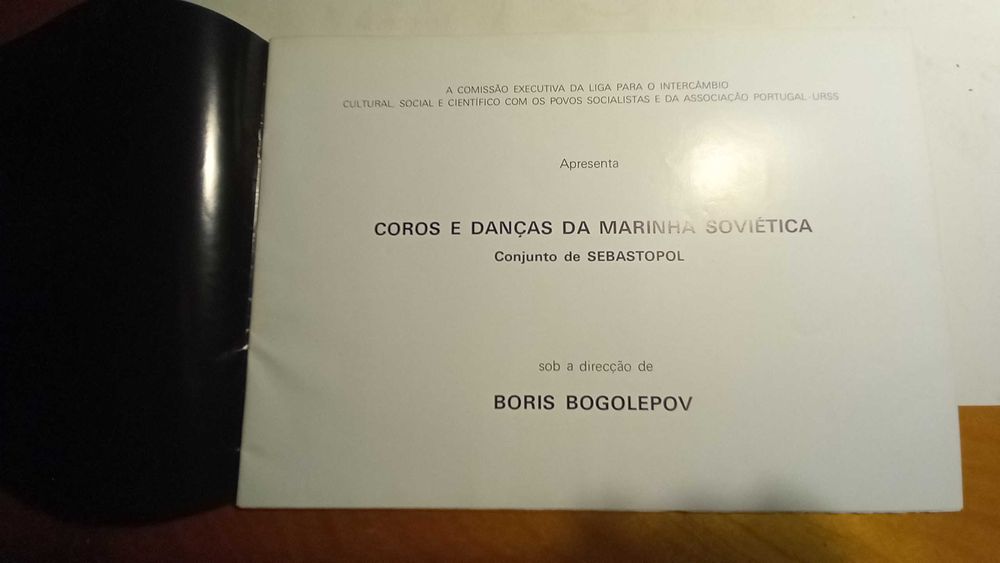 A COMISSÃO EXECUTIVA DA LIGA PARA O INTERCÂMBIO
CULTURAL, SOCIAL E CIENTÍFICO COM OS POVOS SOCIALISTAS E DA ASSOCIAÇÃO PORTUGAL-URSS
Apresenta
COROS E DANÇAS DA MARINHA SOVIÉTICA
Conjunto de SEBASTOPOL
sob a direcção de
BORIS BOGOLEPOV